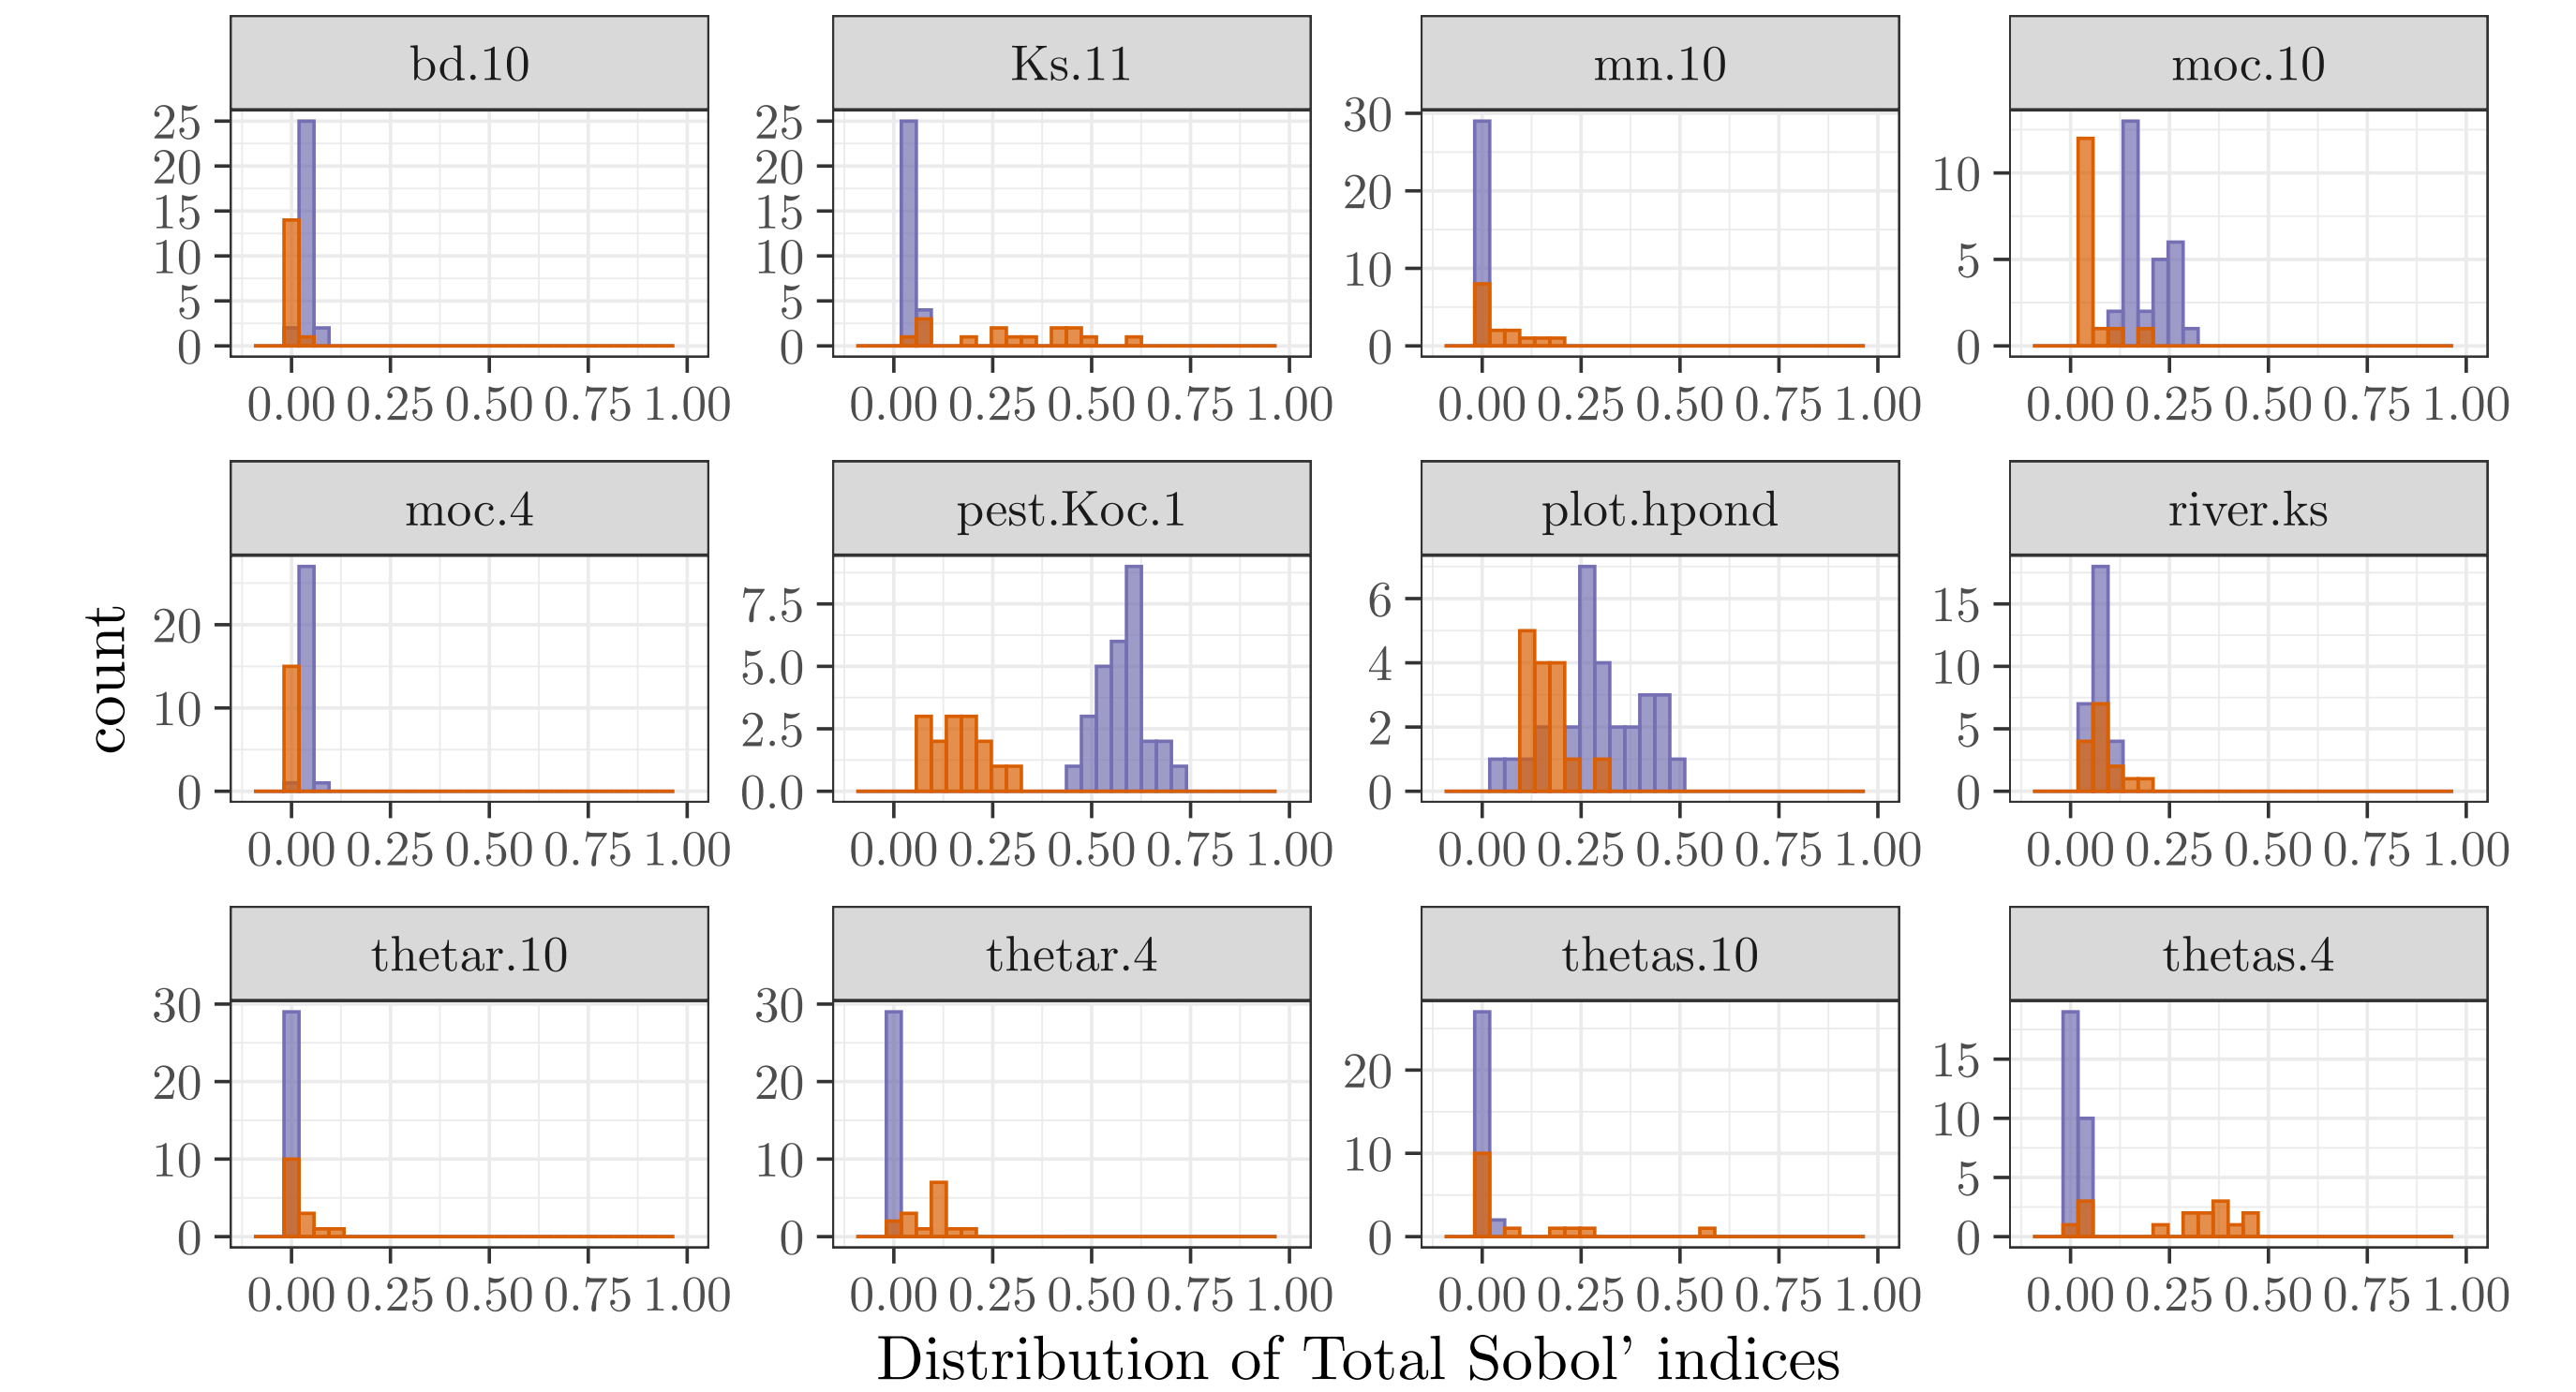 bd.10 Ks.11 mn.10 moc.10
25 25 30
20 20
15 15 20 10
10 10 10 5
5 5
0 0 0 0
0.00 0.25 0.50 0.75 1.00 0.00 0.25 0.50 0.75 1.00 0.00 0.25 0.50 0.75 1.00 0.00 0.25 0.50 0.75 1.00
moc.4 pest.Koc.1 plot.hpond river.ks
20 7.5 6 15
10 5.0 4 10
2.5 2 5
0 0.0 0 0
0.00 0.25 0.50 0.75 1.00 0.00 0.25 0.50 0.75 1.00 0.00 0.25 0.50 0.75 1.00 0.00 0.25 0.50 0.75 1.00
count
thetar.10 thetar.4 thetas.10 thetas.4
30 30
20 20 20 15
10 10 10 10
5
0 0 0 0
0.00 0.25 0.50 0.75 1.00 0.00 0.25 0.50 0.75 1.00 0.00 0.25 0.50 0.75 1.00 0.00 0.25 0.50 0.75 1.00
Distribution of Total Sobol’ indices